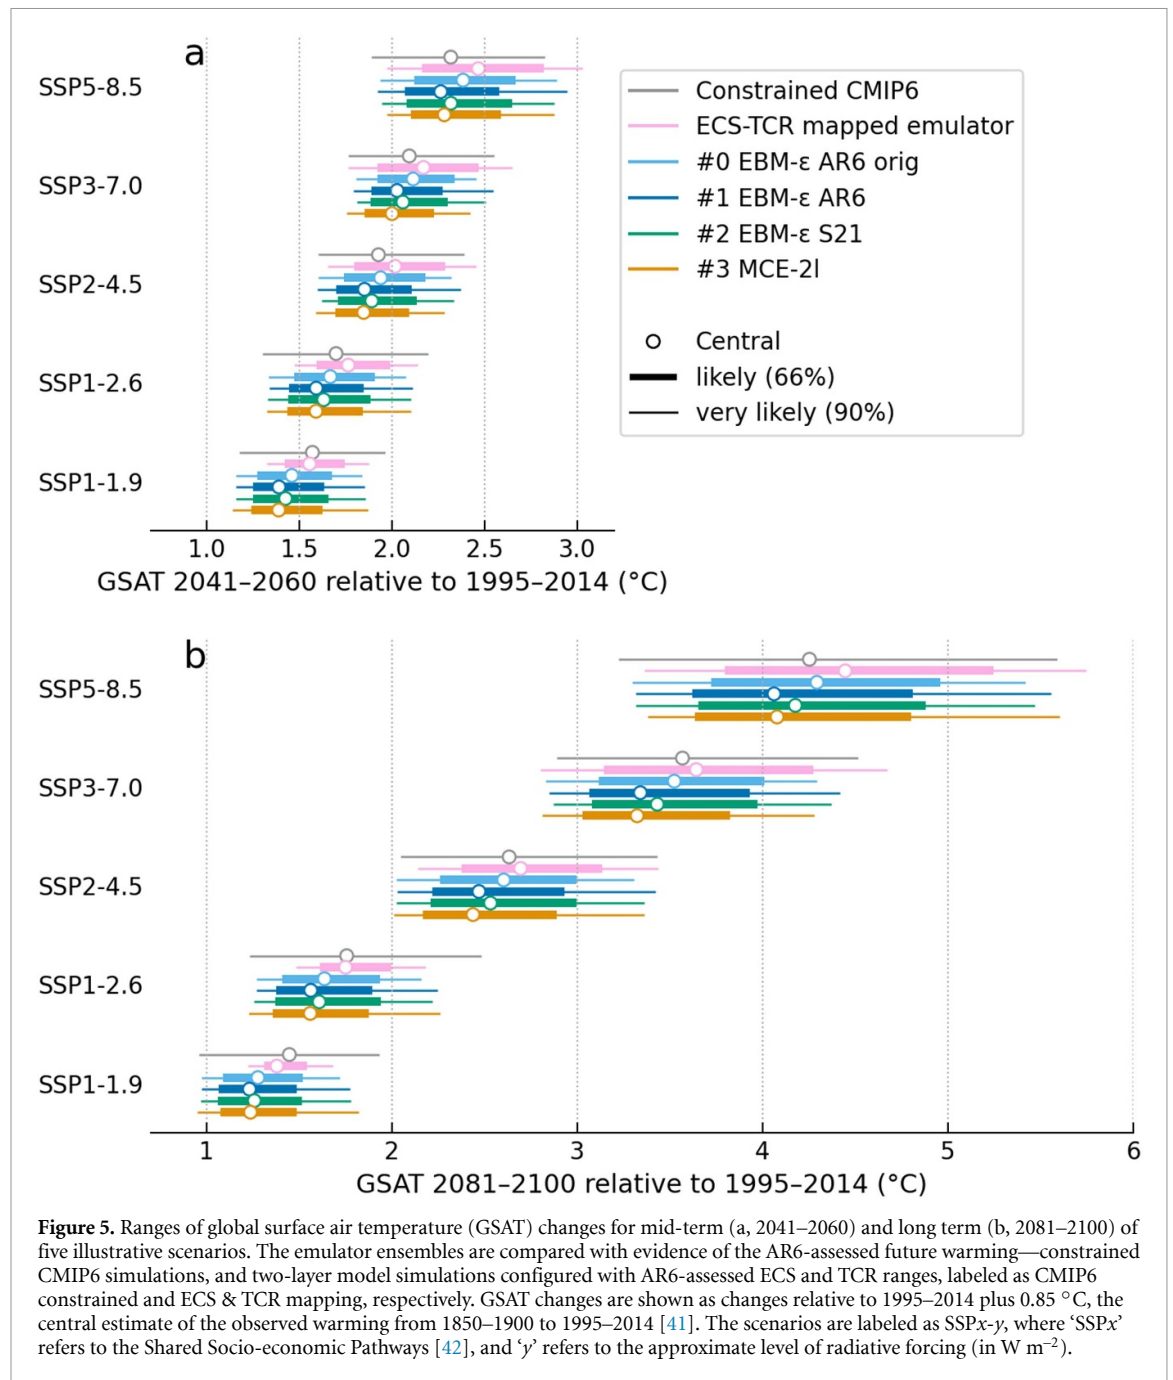 a
SSP5-8.5
SSP3-7.0
SSP2-4.5
SSP1-2.6
SSP1-1.9
Constrained CMIP6
ECS-TCR mapped emulator
#0 EBM-ε AR6 orig
#1 EBM-ε AR6
#2 EBM-ε S21
#3 MCE-2l
Central
likely (66%)
very likely (90%)
1.0 1.5 2.0 2.5 3.0
GSAT 2041–2060 relative to 1995–2014 (°C)
b
SSP5-8.5
SSP3-7.0
SSP2-4.5
SSP1-2.6
SSP1-1.9
1 2 3 4 5 6
GSAT 2081–2100 relative to 1995–2014 (°C)
Figure 5. Ranges of global surface air temperature (GSAT) changes for mid-term (a, 2041–2060) and long term (b, 2081–2100) of
five illustrative scenarios. The emulator ensembles are compared with evidence of the AR6-assessed future warming—constrained
CMIP6 simulations, and two-layer model simulations configured with AR6-assessed ECS and TCR ranges, labeled as CMIP6
constrained and ECS & TCR mapping, respectively. GSAT changes are shown as changes relative to 1995–2014 plus 0.85 °C, the
central estimate of the observed warming from 1850–1900 to 1995–2014 [41]. The scenarios are labeled as SSPx-y, where ‘SSPx’
refers to the Shared Socio-economic Pathways [42], and ‘y’ refers to the approximate level of radiative forcing (in W m⁻²).